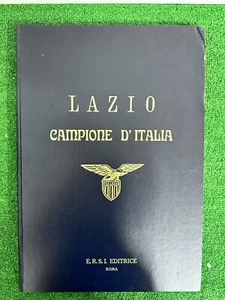 LAZIO
CAMPIONE D'ITALIA
E.R.S.I. EDITRICE
ROMA